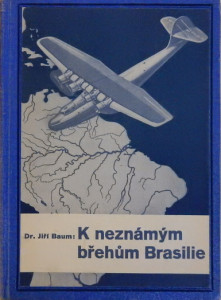 Dr. Jiří Baum: K neznámým
břehům Brasilie